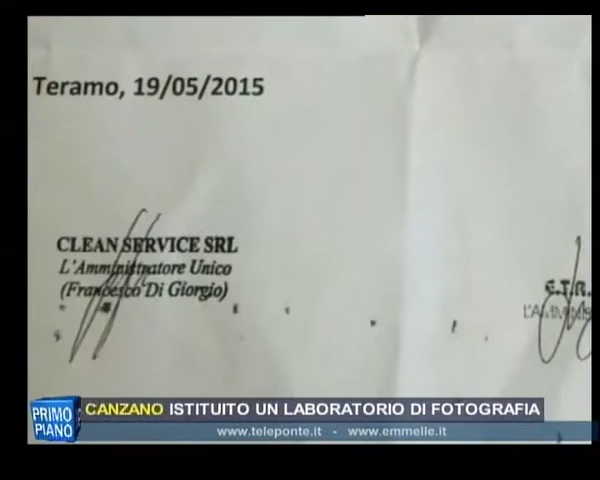 Teramo, 19/05/2015
CLEAN SERVICE SRL
L'Amministratore Unico
(Francesco Di Giorgio)
E.T.R.
PRIMO
PIANO
CANZANO ISTITUITO UN LABORATORIO DI FOTOGRAFIA
www.teleponte.it - www.emmelle.it